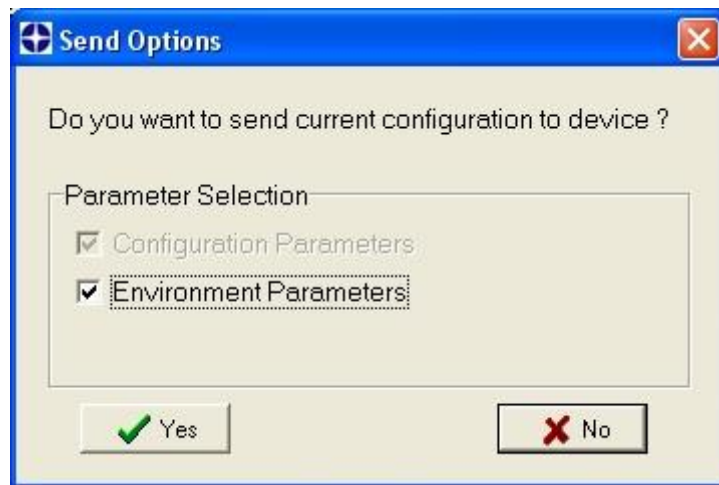 Send Options
Do you want to send current configuration to device ?
Parameter Selection
Configuration Parameters
Environment Parameters
Yes
No